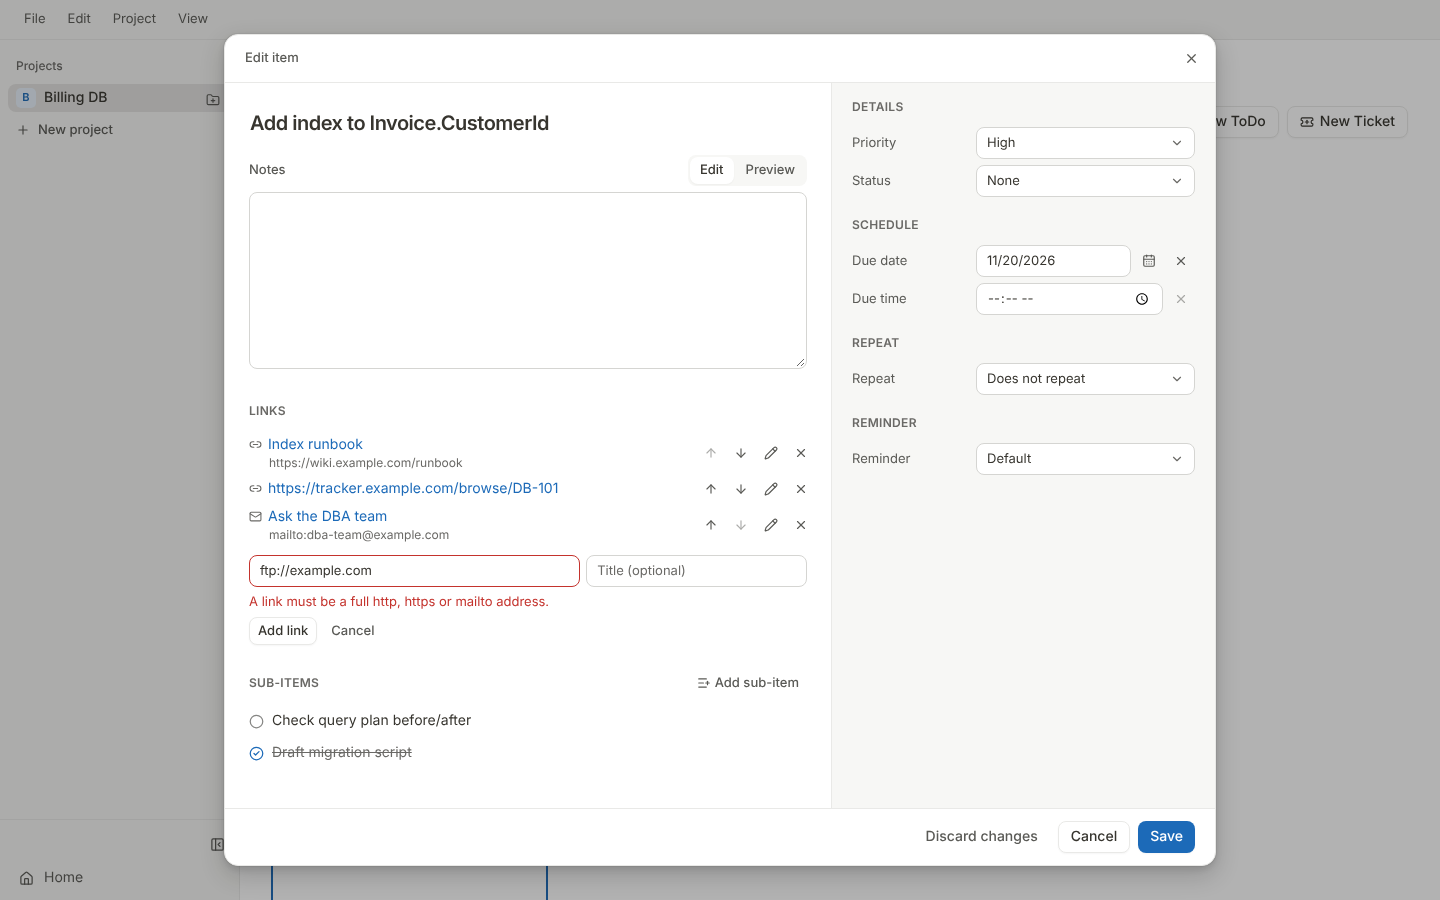 File Edit Project View
Projects
B Billing DB
New project
Home
w ToDo
New Ticket
Edit item
Add index to Invoice.CustomerId
Notes
Edit Preview
LINKS
Index runbook
https://wiki.example.com/runbook
https://tracker.example.com/browse/DB-101
Ask the DBA team
mailto:dba-team@example.com
ftp://example.com
Title (optional)
A link must be a full http, https or mailto address.
Add link Cancel
SUB-ITEMS
Add sub-item
Check query plan before/after
Draft migration script
DETAILS
Priority High
Status None
SCHEDULE
Due date 11/20/2026
Due time --:-- --
REPEAT
Repeat Does not repeat
REMINDER
Reminder Default
Discard changes Cancel Save